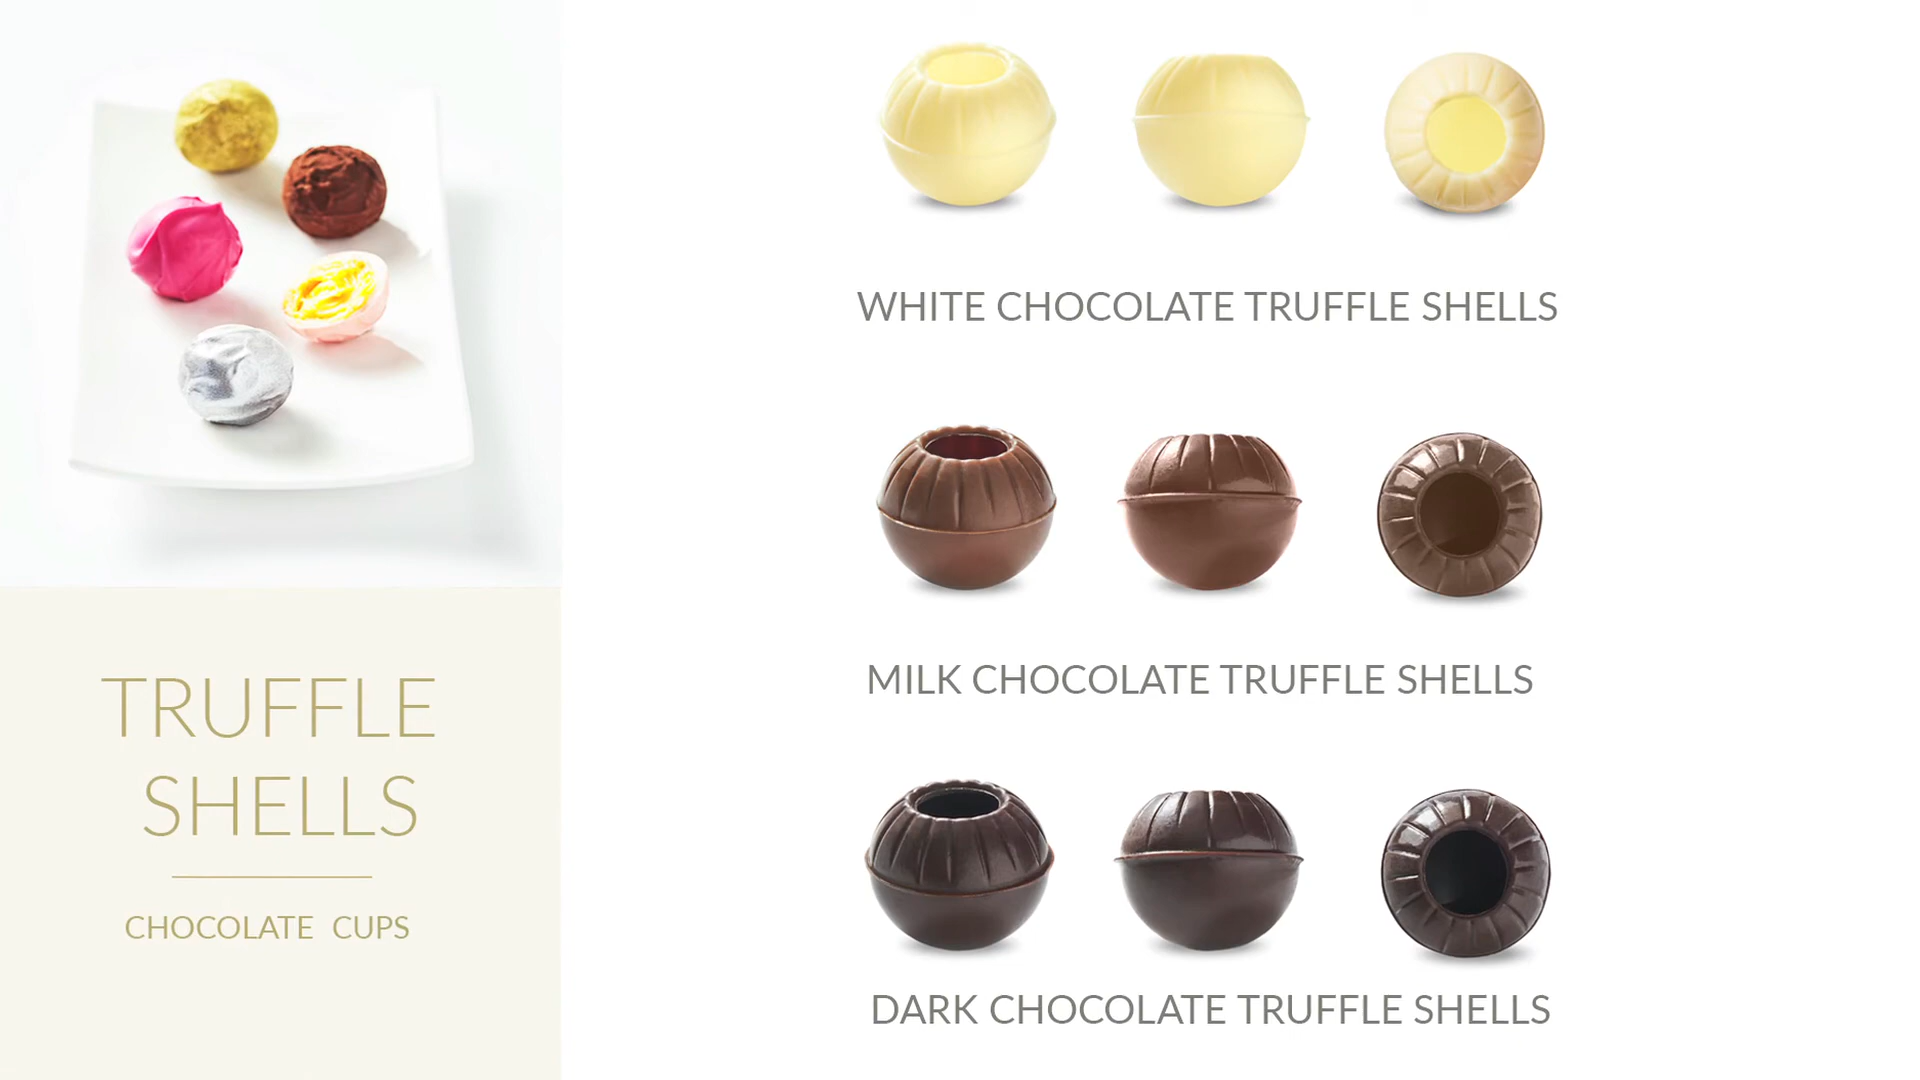 TRUFFLE
SHELLS
CHOCOLATE CUPS
WHITE CHOCOLATE TRUFFLE SHELLS
MILK CHOCOLATE TRUFFLE SHELLS
DARK CHOCOLATE TRUFFLE SHELLS